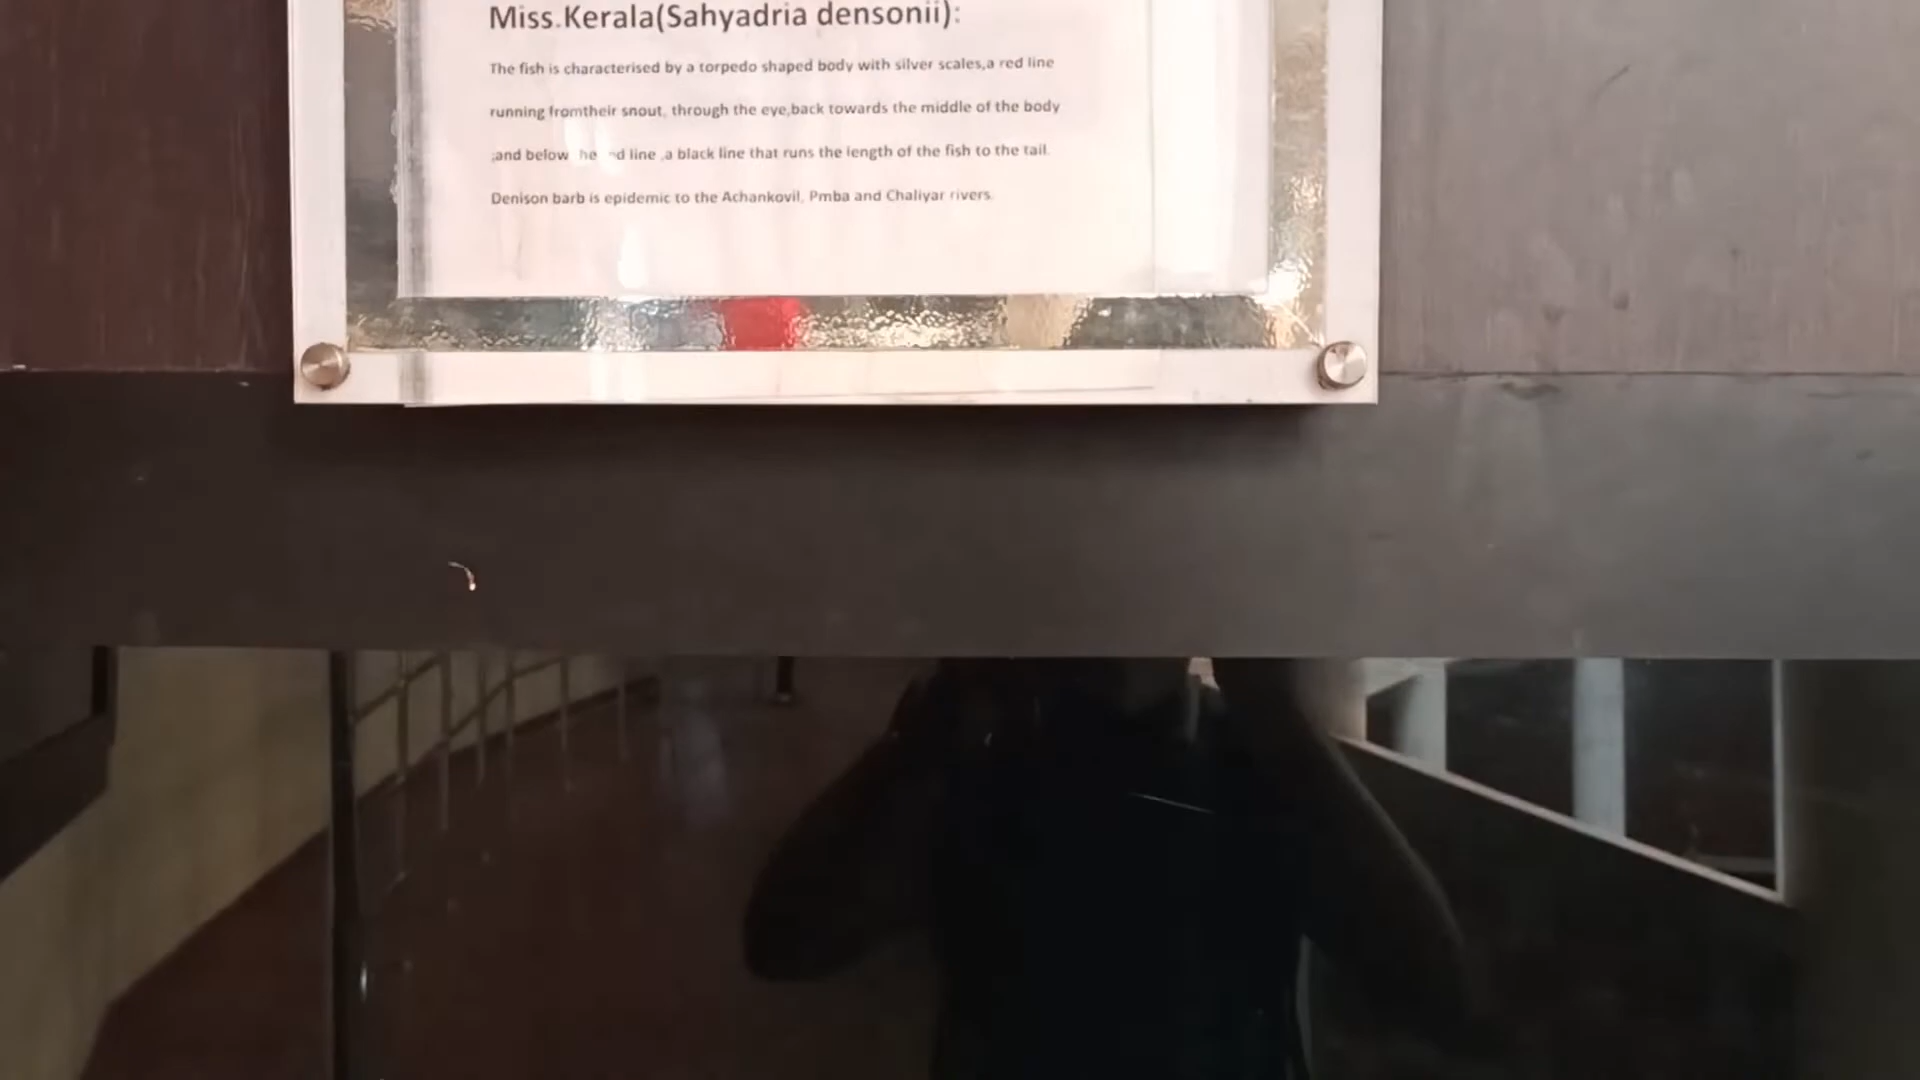 Miss.Kerala(Sahyadria densonii):
The fish is characterised by a torpedo shaped body with silver scales,a red line
running fromtheir snout, through the eye,back towards the middle of the body
;and below he d line ,a black line that runs the length of the fish to the tail.
Denison barb is epidemic to the Achankovil, Pmba and Chaliyar rivers.